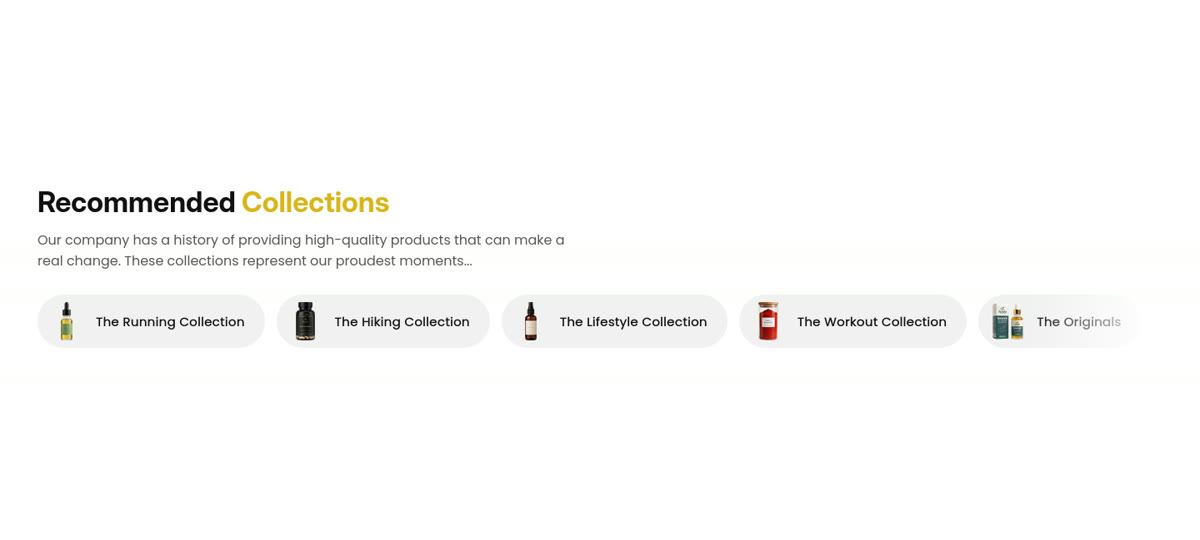 Recommended Collections
Our company has a history of providing high-quality products that can make a
real change. These collections represent our proudest moments...
The Running Collection
The Hiking Collection
The Lifestyle Collection
The Workout Collection
The Originals